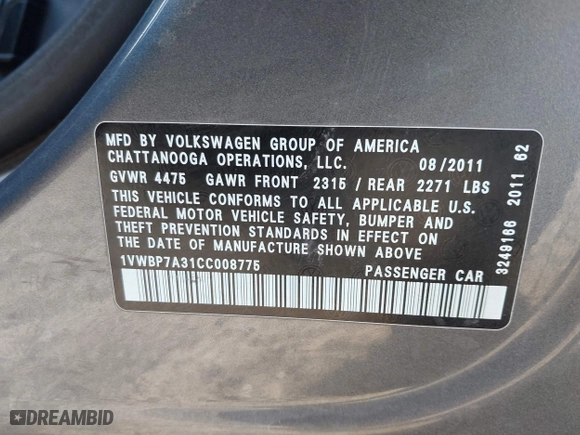 MFD BY VOLKSWAGEN GROUP OF AMERICA
CHATTANOOGA OPERATIONS, LLC. 08/2011
GVWR 4475 GAWR FRONT 2315 / REAR 2271 LBS
THIS VEHICLE CONFORMS TO ALL APPLICABLE U.S.
FEDERAL MOTOR VEHICLE SAFETY, BUMPER AND
THEFT PREVENTION STANDARDS IN EFFECT ON
THE DATE OF MANUFACTURE SHOWN ABOVE
1VWBP7A31CC008775 PASSENGER CAR
3249166 2011 62
DREAMBID